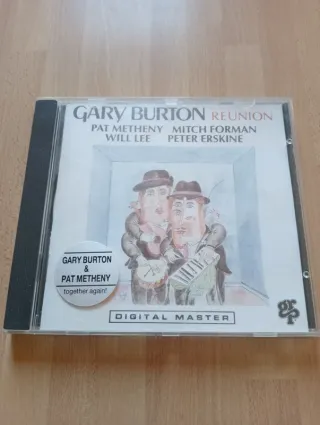 GARY BURTON REUNION
PAT METHENY MITCH FORMAN
WILL LEE PETER ERSKINE
GARY BURTON
&
PAT METHENY
together again!
DIGITAL MASTER
GRP